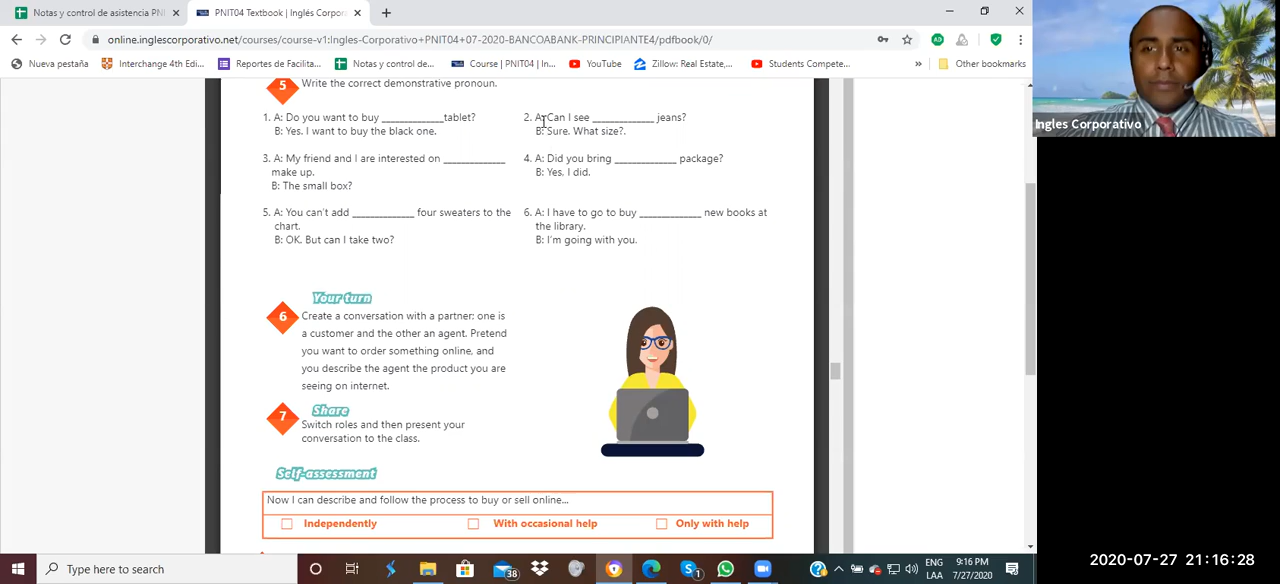 Notas y control de asistencia PN
PNIT04 Textbook | Inglés Corpor
online.inglescorporativo.net/courses/course-v1:Ingles-Corporativo+PNIT04+07-2020-BANCOABANK-PRINCIPIANTE4/pdfbook/0/
Nueva pestaña
Interchange 4th Edi...
Reportes de Facilita...
Notas y control de...
Course | PNIT04 | In...
YouTube
Zillow: Real Estate,...
Students Compete...
»
Other bookmarks
Ingles Corporativo
5 Write the correct demonstrative pronoun.
1. A: Do you want to buy _____________tablet?
B: Yes. I want to buy the black one.
2. A: Can I see _____________ jeans?
B: Sure. What size?.
3. A: My friend and I are interested on _____________
make up.
B: The small box?
4. A: Did you bring _____________ package?
B: Yes, I did.
5. A: You can't add _____________ four sweaters to the
chart.
B: OK. But can I take two?
6. A: I have to go to buy _____________ new books at
the library.
B: I'm going with you.
Your turn
6 Create a conversation with a partner: one is
a customer and the other an agent. Pretend
you want to order something online, and
you describe the agent the product you are
seeing on internet.
Share
7 Switch roles and then present your
conversation to the class.
Self-assessment
Now I can describe and follow the process to buy or sell online...
Independently
With occasional help
Only with help
Type here to search
38
1
ENG
LAA
9:16 PM
7/27/2020
2020-07-27 21:16:28